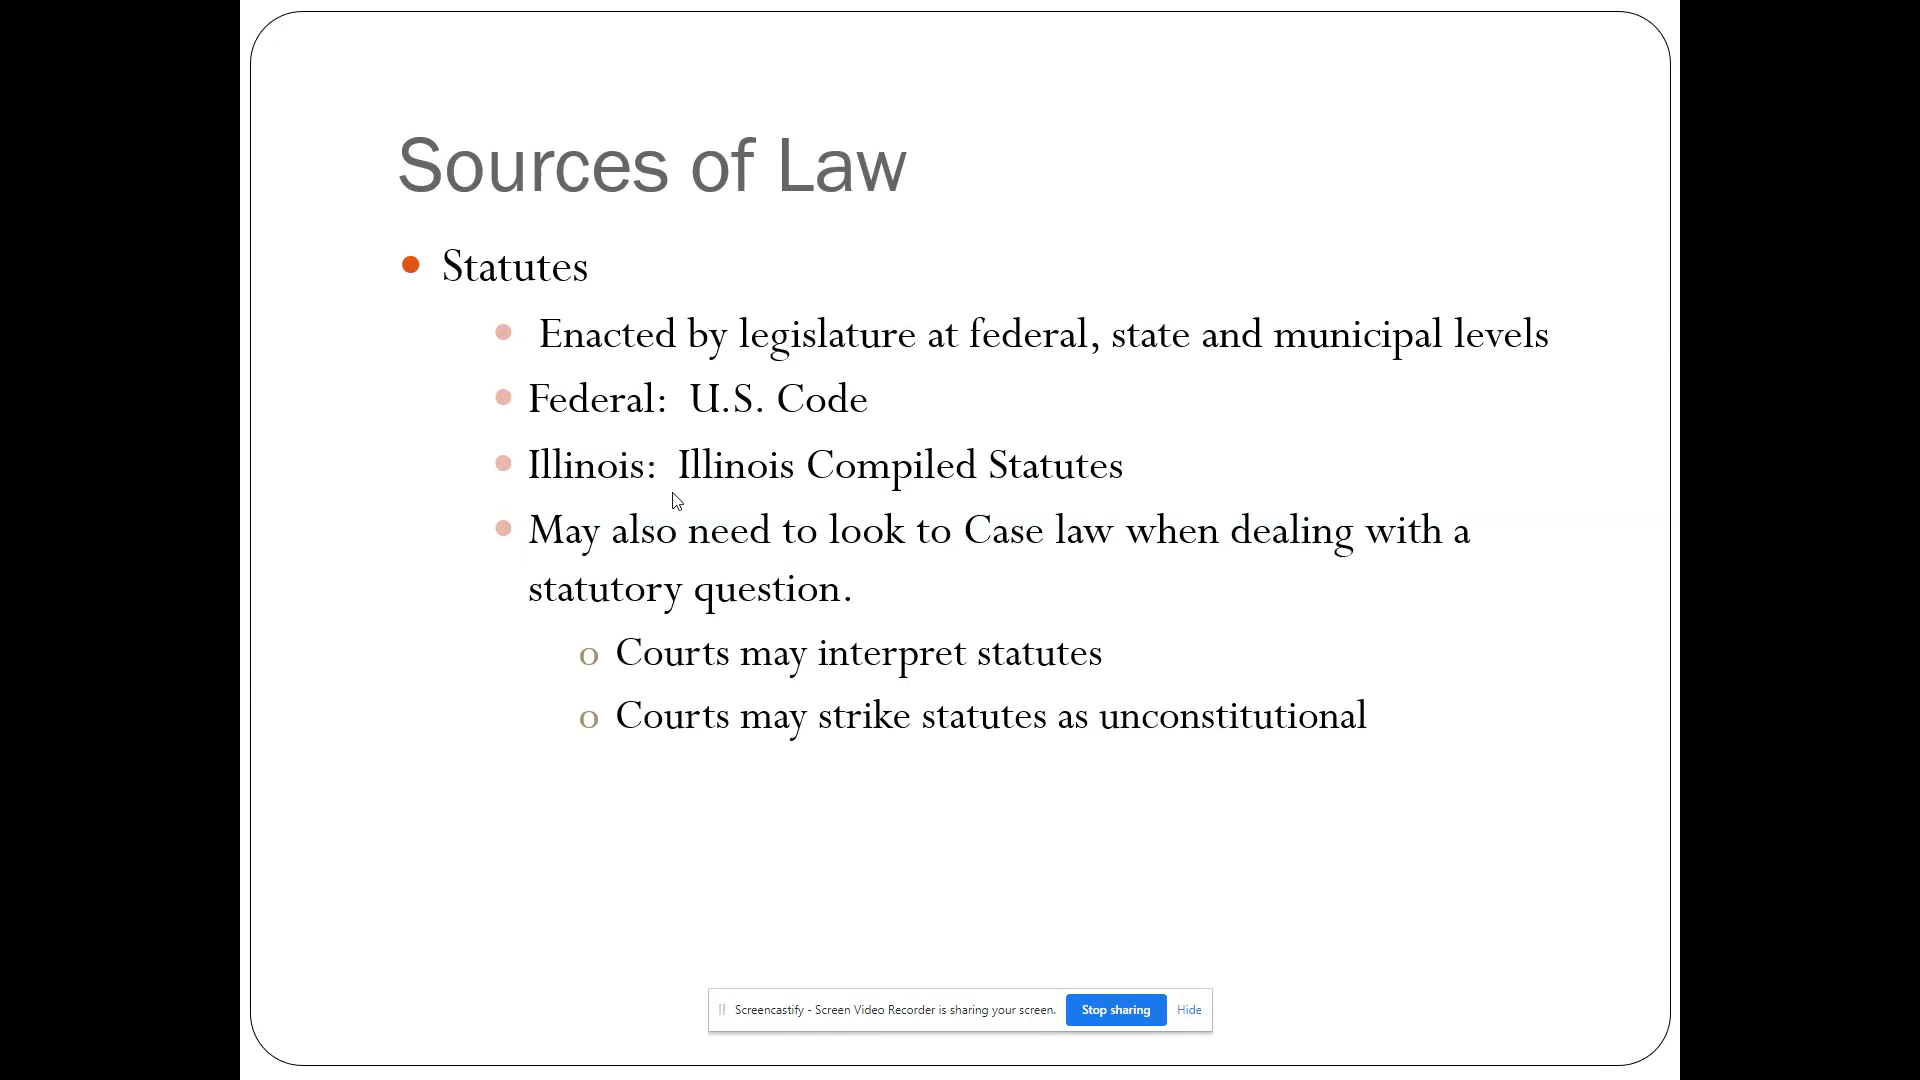 Sources of Law
Statutes
Enacted by legislature at federal, state and municipal levels
Federal: U.S. Code
Illinois: Illinois Compiled Statutes
May also need to look to Case law when dealing with a
statutory question.
o Courts may interpret statutes
o Courts may strike statutes as unconstitutional
Screencastify - Screen Video Recorder is sharing your screen. Stop sharing Hide